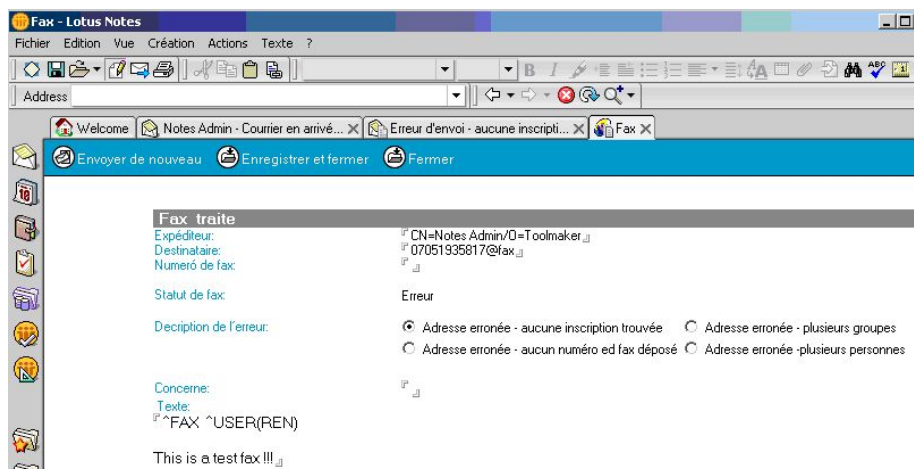 Fax - Lotus Notes
Fichier Edition Vue Création Actions Texte ?
B I
Address
Welcome Notes Admin - Courrier en arrivé... Erreur d'envoi - aucune inscripti... Fax
Envoyer de nouveau Enregistrer et fermer Fermer
Fax traite
Expéditeur: CN=Notes Admin/O=Toolmaker
Destinataire: 07051935817@fax
Numeró de fax:
Statut de fax: Erreur
Decription de l'erreur: Adresse erronée - aucune inscription trouvée Adresse erronée - plusieurs groupes
Adresse erronée - aucun numéro ed fax déposé Adresse erronée -plusieurs personnes
Concerne:
Texte:
^FAX ^USER(REN)
This is a test fax !!!